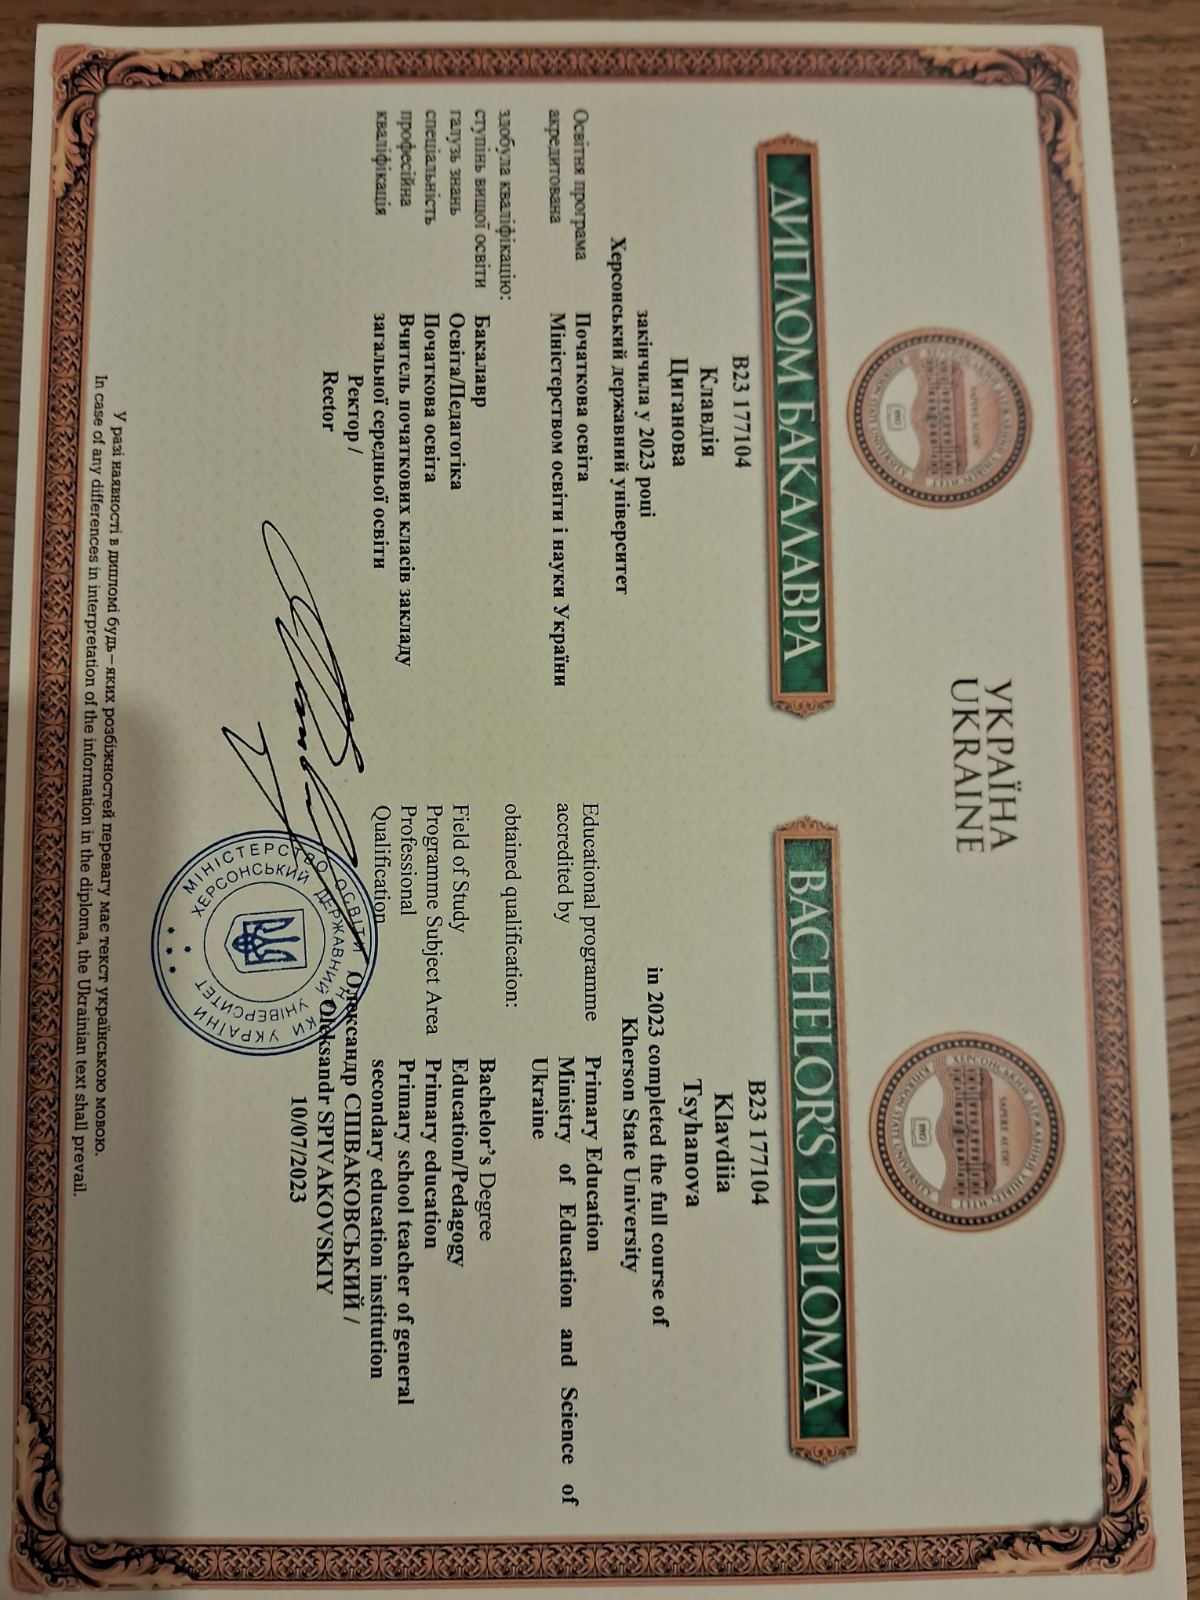 УКРАЇНА
UKRAINE
ДИПЛОМ БАКАЛАВРА
B23 177104
Клавдія
Циганова
закінчила у 2023 році
Херсонський державний університет
Освітня програма Початкова освіта
акредитована Міністерством освіти і науки України
здобула кваліфікацію:
ступінь вищої освіти Бакалавр
галузь знань Освіта/Педагогіка
спеціальність Початкова освіта
професійна Вчитель початкових класів закладу
кваліфікація загальної середньої освіти
BACHELOR'S DIPLOMA
B23 177104
Klavdiia
Tsyhanova
in 2023 completed the full course of
Kherson State University
Educational programme Primary Education
accredited by Ministry of Education and Science of
Ukraine
obtained qualification:
Bachelor's Degree
Field of Study Education/Pedagogy
Programme Subject Area Primary education
Professional Primary school teacher of general
Qualification secondary education institution
Ректор /
Rector
Олександр СПІВАКОВСЬКИЙ /
Oleksandr SPIVAKOVSKIY
10/07/2023
МІНІСТЕРСТВО ОСВІТИ УКРАЇНИ
ХЕРСОНСЬКИЙ ДЕРЖАВНИЙ УНІВЕРСИТЕТ
SAPERE AUDE
1917
SAPERE AUDE
1917
У разі наявності в дипломі будь–яких розбіжностей перевагу має текст українською мовою.
In case of any differences in interpretation of the information in the diploma, the Ukrainian text shall prevail.